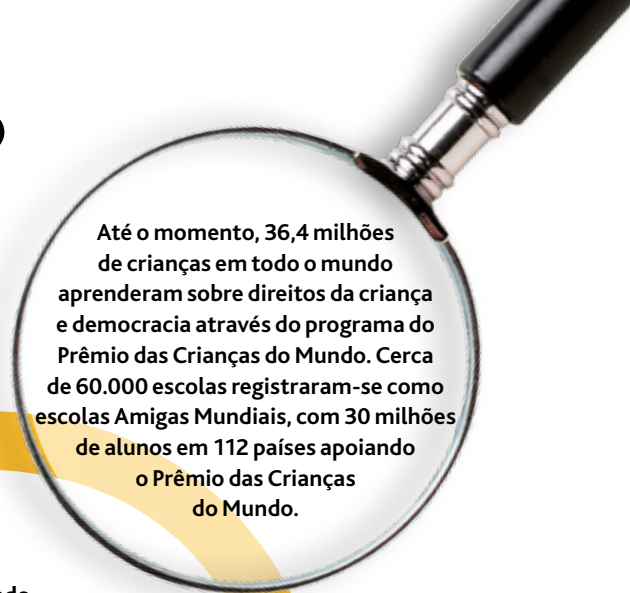 Até o momento, 36,4 milhões
de crianças em todo o mundo
aprenderam sobre direitos da criança
e democracia através do programa do
Prêmio das Crianças do Mundo. Cerca
de 60.000 escolas registraram-se como
escolas Amigas Mundiais, com 30 milhões
de alunos em 112 países apoiando
o Prêmio das Crianças
do Mundo.